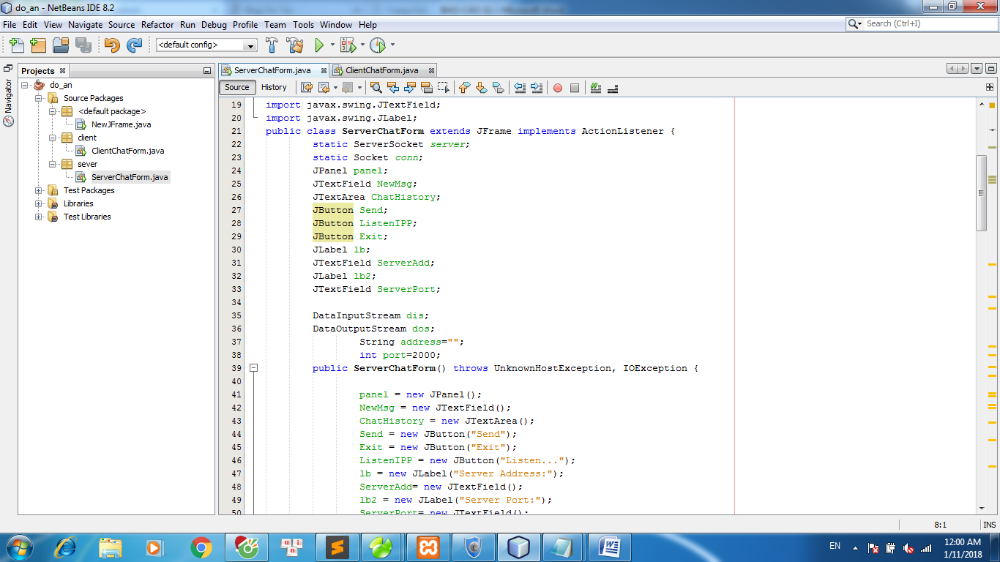 do_an - NetBeans IDE 8.2
File Edit View Navigate Source Refactor Run Debug Profile Team Tools Window Help
Search (Ctrl+I)
<default config>
Projects
Navigator
do_an
Source Packages
<default package>
NewJFrame.java
client
ClientChatForm.java
sever
ServerChatForm.java
Test Packages
Libraries
Test Libraries
ServerChatForm.java ClientChatForm.java
Source History
19 import javax.swing.JTextField;
20 import javax.swing.JLabel;
21 public class ServerChatForm extends JFrame implements ActionListener {
22 static ServerSocket server;
23 static Socket conn;
24 JPanel panel;
25 JTextField NewMsg;
26 JTextArea ChatHistory;
27 JButton Send;
28 JButton ListenIPP;
29 JButton Exit;
30 JLabel lb;
31 JTextField ServerAdd;
32 JLabel lb2;
33 JTextField ServerPort;
34
35 DataInputStream dis;
36 DataOutputStream dos;
37 String address="";
38 int port=2000;
39 public ServerChatForm() throws UnknownHostException, IOException {
40
41 panel = new JPanel();
42 NewMsg = new JTextField();
43 ChatHistory = new JTextArea();
44 Send = new JButton("Send");
45 Exit = new JButton("Exit");
46 ListenIPP = new JButton("Listen...");
47 lb = new JLabel("Server Address:");
48 ServerAdd= new JTextField();
49 lb2 = new JLabel("Server Port:");
50 ServerPort= new JTextField();
8:1 INS
EN
12:00 AM
1/11/2018